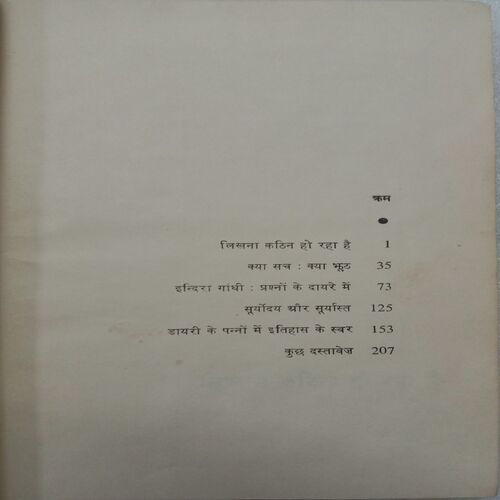 क्रम
●
लिखना कठिन हो रहा है 1
क्या सच : क्या झूठ 35
इन्दिरा गांधी : प्रश्नों के दायरे में 73
सूर्योदय और सूर्यास्त 125
डायरी के पन्नों में इतिहास के स्वर 153
कुछ दस्तावेज 207